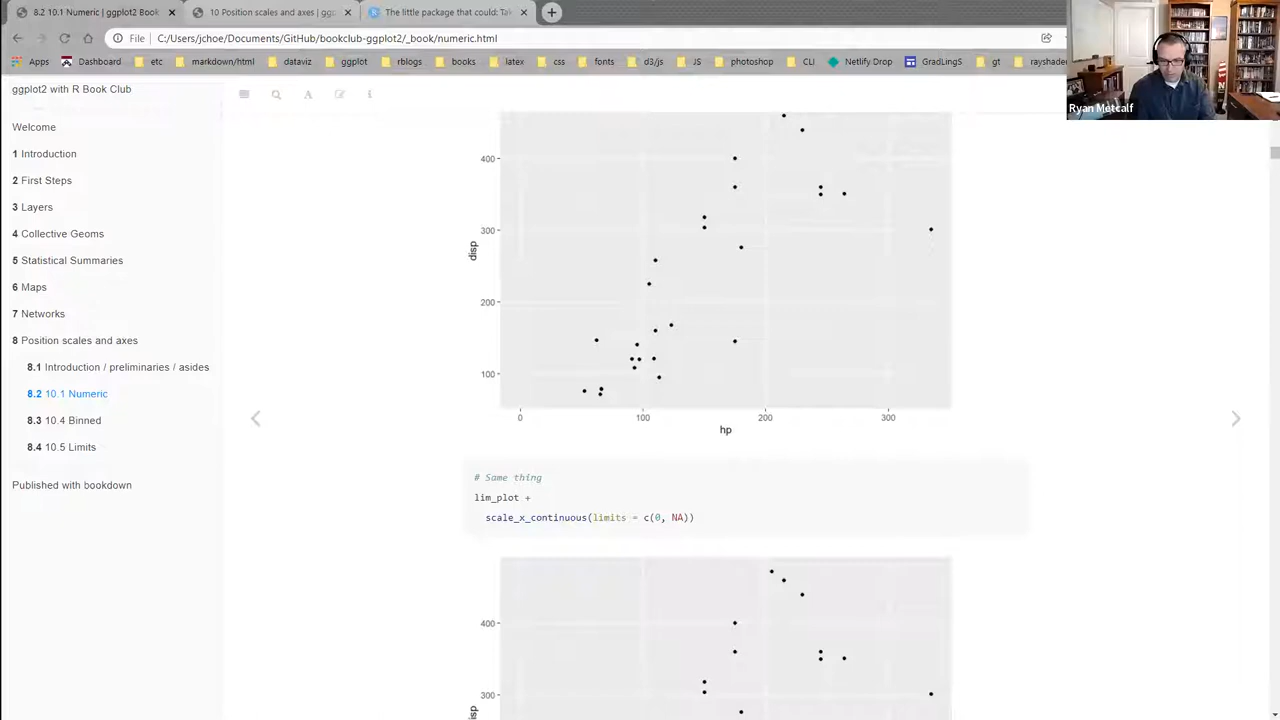 8.2 10.1 Numeric | ggplot2 Book
10 Position scales and axes | ggp
The little package that could: Tak
File
C:/Users/jchoe/Documents/GitHub/bookclub-ggplot2/_book/numeric.html
Apps
Dashboard
etc
markdown/html
dataviz
ggplot
rblogs
books
latex
fonts
d3/js
JS
photoshop
CLI
Netlify Drop
GradLingS
gt
rayshade
Ryan Metcalf
ggplot2 with R Book Club
Welcome
1 Introduction
2 First Steps
3 Layers
4 Collective Geoms
5 Statistical Summaries
6 Maps
7 Networks
8 Position scales and axes
8.1 Introduction / preliminaries / asides
8.2 10.1 Numeric
8.3 10.4 Binned
8.4 10.5 Limits
Published with bookdown
400
300
200
100
disp
0
100
200
300
hp
# Same thing
lim_plot +
scale_x_continuous(limits = c(0, NA))
400
300